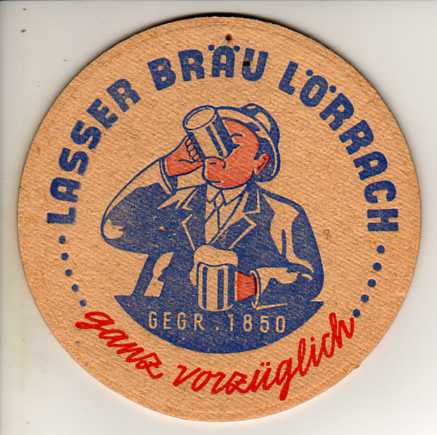 LASSER BRÄU LÖRRACH
GEGR. 1850
ganz vorzüglich